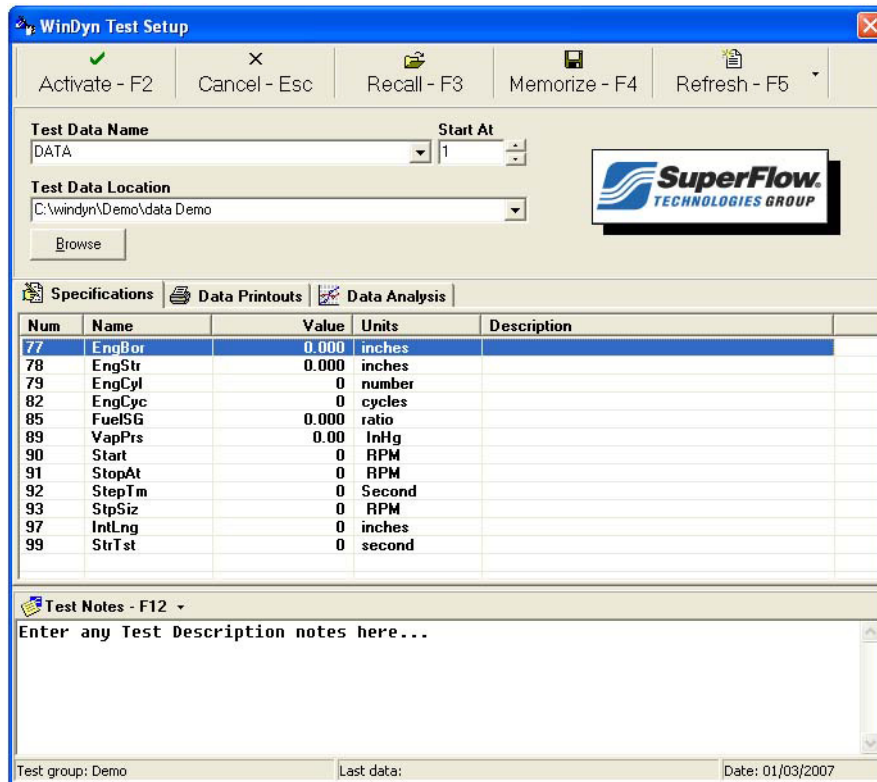 WinDyn Test Setup
Activate - F2 Cancel - Esc Recall - F3 Memorize - F4 Refresh - F5
Test Data Name Start At
DATA 1
Test Data Location
C:\windyn\Demo\data Demo
Browse
SuperFlow.
TECHNOLOGIES GROUP
Specifications Data Printouts Data Analysis
Num Name Value Units Description
77 EngBor 0.000 inches
78 EngStr 0.000 inches
79 EngCyl 0 number
82 EngCyc 0 cycles
85 FuelSG 0.000 ratio
89 VapPrs 0.00 InHg
90 Start 0 RPM
91 StopAt 0 RPM
92 StepTm 0 Second
93 StpSiz 0 RPM
97 IntLng 0 inches
99 StrTst 0 second
Test Notes - F12
Enter any Test Description notes here...
Test group: Demo Last data: Date: 01/03/2007